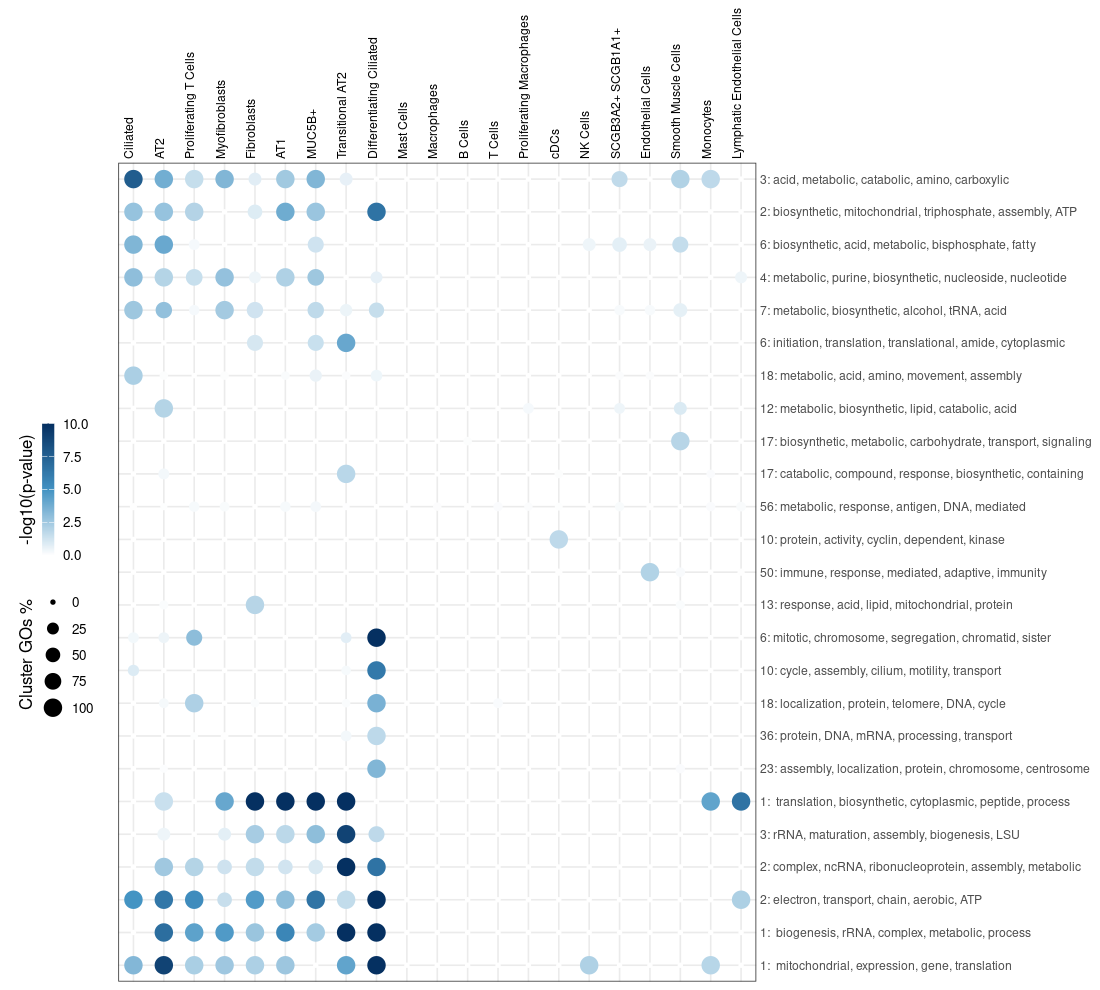 Ciliated
AT2
Proliferating T Cells
Myofibroblasts
Fibroblasts
AT1
MUC5B+
Transitional AT2
Differentiating Ciliated
Mast Cells
Macrophages
B Cells
T Cells
Proliferating Macrophages
cDCs
NK Cells
SCGB3A2+ SCGB1A1+
Endothelial Cells
Smooth Muscle Cells
Monocytes
Lymphatic Endothelial Cells
3: acid, metabolic, catabolic, amino, carboxylic
2: biosynthetic, mitochondrial, triphosphate, assembly, ATP
6: biosynthetic, acid, metabolic, bisphosphate, fatty
4: metabolic, purine, biosynthetic, nucleoside, nucleotide
7: metabolic, biosynthetic, alcohol, tRNA, acid
6: initiation, translation, translational, amide, cytoplasmic
18: metabolic, acid, amino, movement, assembly
12: metabolic, biosynthetic, lipid, catabolic, acid
17: biosynthetic, metabolic, carbohydrate, transport, signaling
17: catabolic, compound, response, biosynthetic, containing
56: metabolic, response, antigen, DNA, mediated
10: protein, activity, cyclin, dependent, kinase
50: immune, response, mediated, adaptive, immunity
13: response, acid, lipid, mitochondrial, protein
6: mitotic, chromosome, segregation, chromatid, sister
10: cycle, assembly, cilium, motility, transport
18: localization, protein, telomere, DNA, cycle
36: protein, DNA, mRNA, processing, transport
23: assembly, localization, protein, chromosome, centrosome
1: translation, biosynthetic, cytoplasmic, peptide, process
3: rRNA, maturation, assembly, biogenesis, LSU
2: complex, ncRNA, ribonucleoprotein, assembly, metabolic
2: electron, transport, chain, aerobic, ATP
1: biogenesis, rRNA, complex, metabolic, process
1: mitochondrial, expression, gene, translation
-log10(p-value)
10.0
7.5
5.0
2.5
0.0
Cluster GOs %
0
25
50
75
100